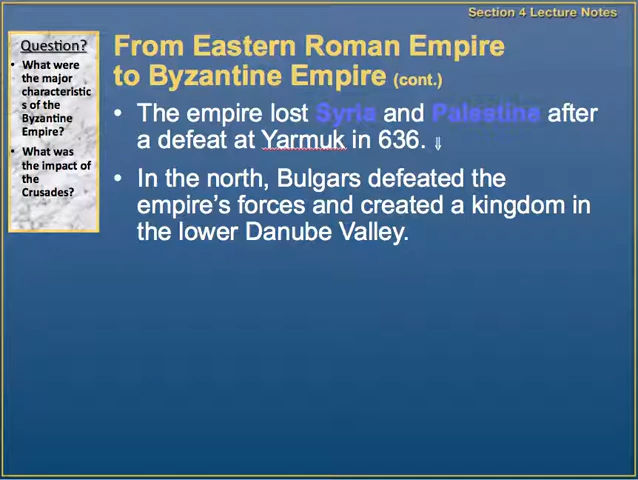 Section 4 Lecture Notes
Question?
• What were
the major
characteristic
s of the
Byzantine
Empire?
• What was
the impact of
the
Crusades?
From Eastern Roman Empire
to Byzantine Empire (cont.)
• The empire lost Syria and Palestine after
a defeat at Yarmuk in 636. ⇩
• In the north, Bulgars defeated the
empire’s forces and created a kingdom in
the lower Danube Valley.